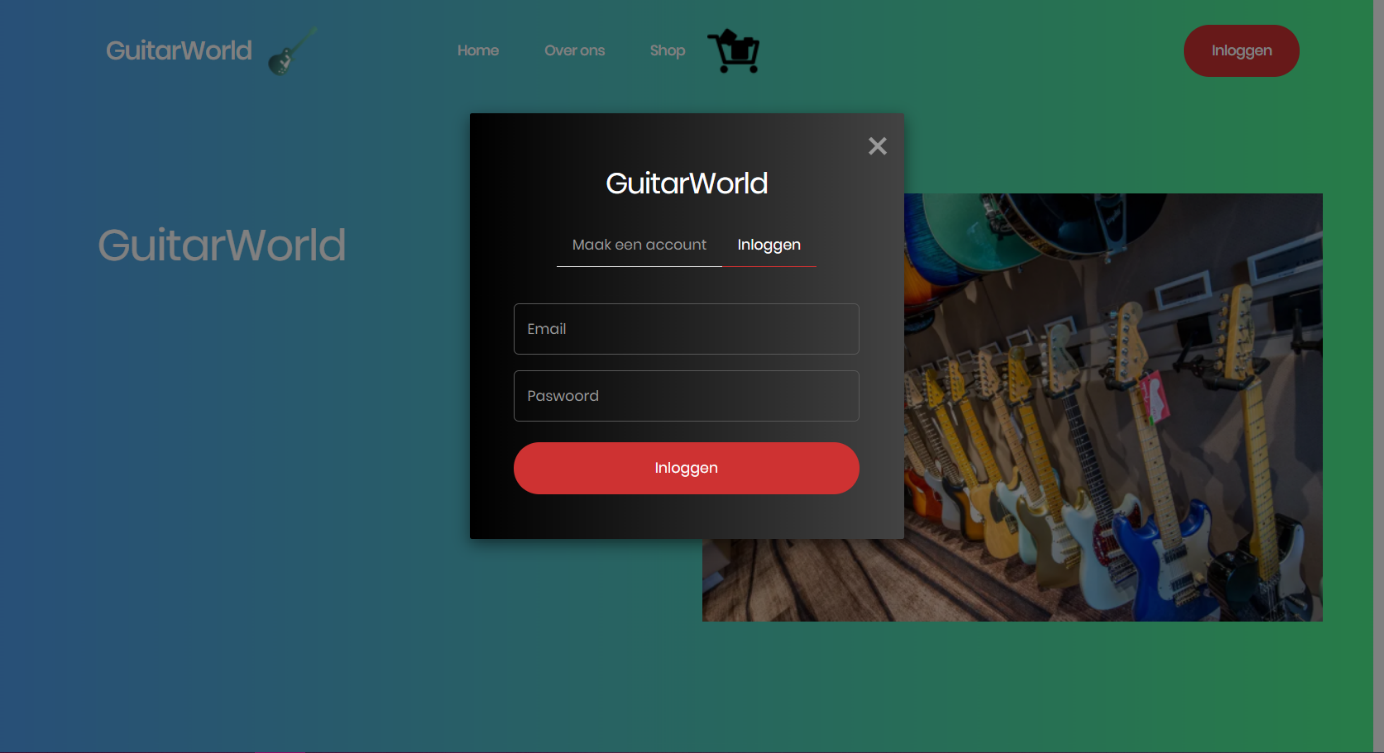 GuitarWorld
Home
Over ons
Shop
Inloggen
GuitarWorld
GuitarWorld
Maak een account
Inloggen
Email
Paswoord
Inloggen